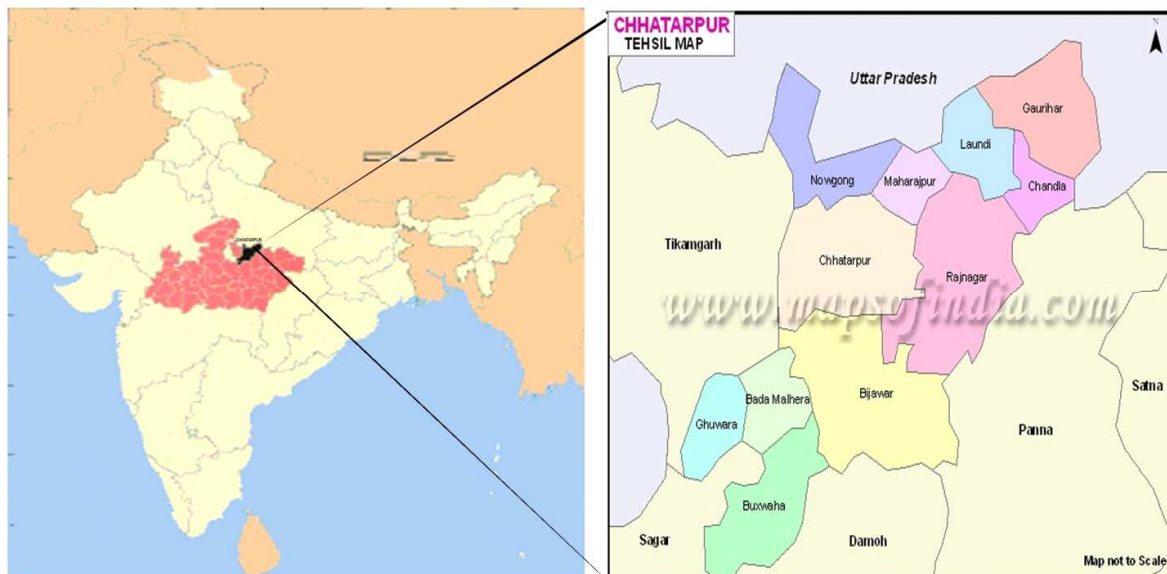 CHHATARPUR
CHHATARPUR
TEHSIL MAP
N
Uttar Pradesh
Gaurihar
Laundi
Nowgong
Maharajpur
Chandla
Tikamgarh
Chhatarpur
Rajnagar
www.mapsofindia.com
Bijawar
Satna
Bada Malhera
Ghuwara
Panna
Buxwaha
Sagar
Damoh
Map not to Scale